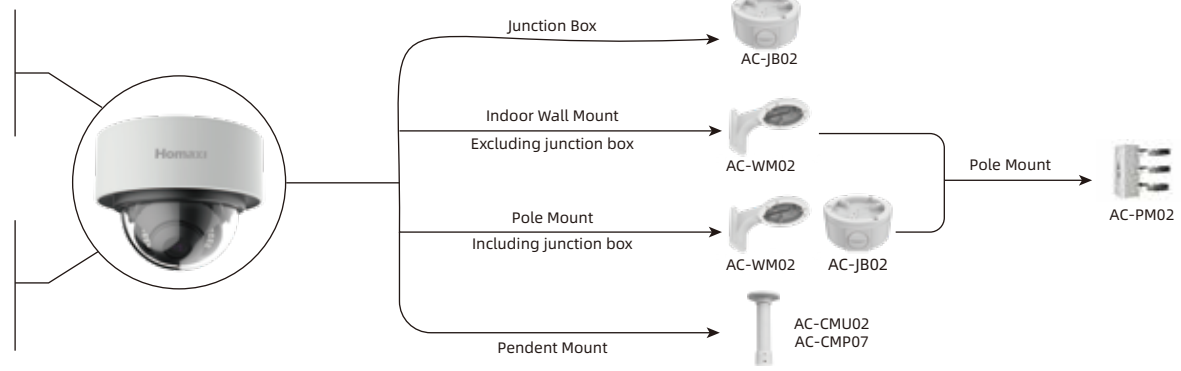 Junction Box
AC-JB02
Homaxi
Indoor Wall Mount
Excluding junction box
AC-WM02
Pole Mount
AC-PM02
Pole Mount
Including junction box
AC-WM02
AC-JB02
AC-CMU02
AC-CMP07
Pendent Mount